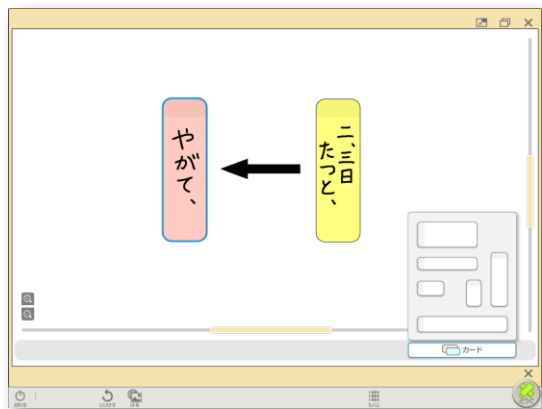 二、三日
たつと、
やがて、
カード